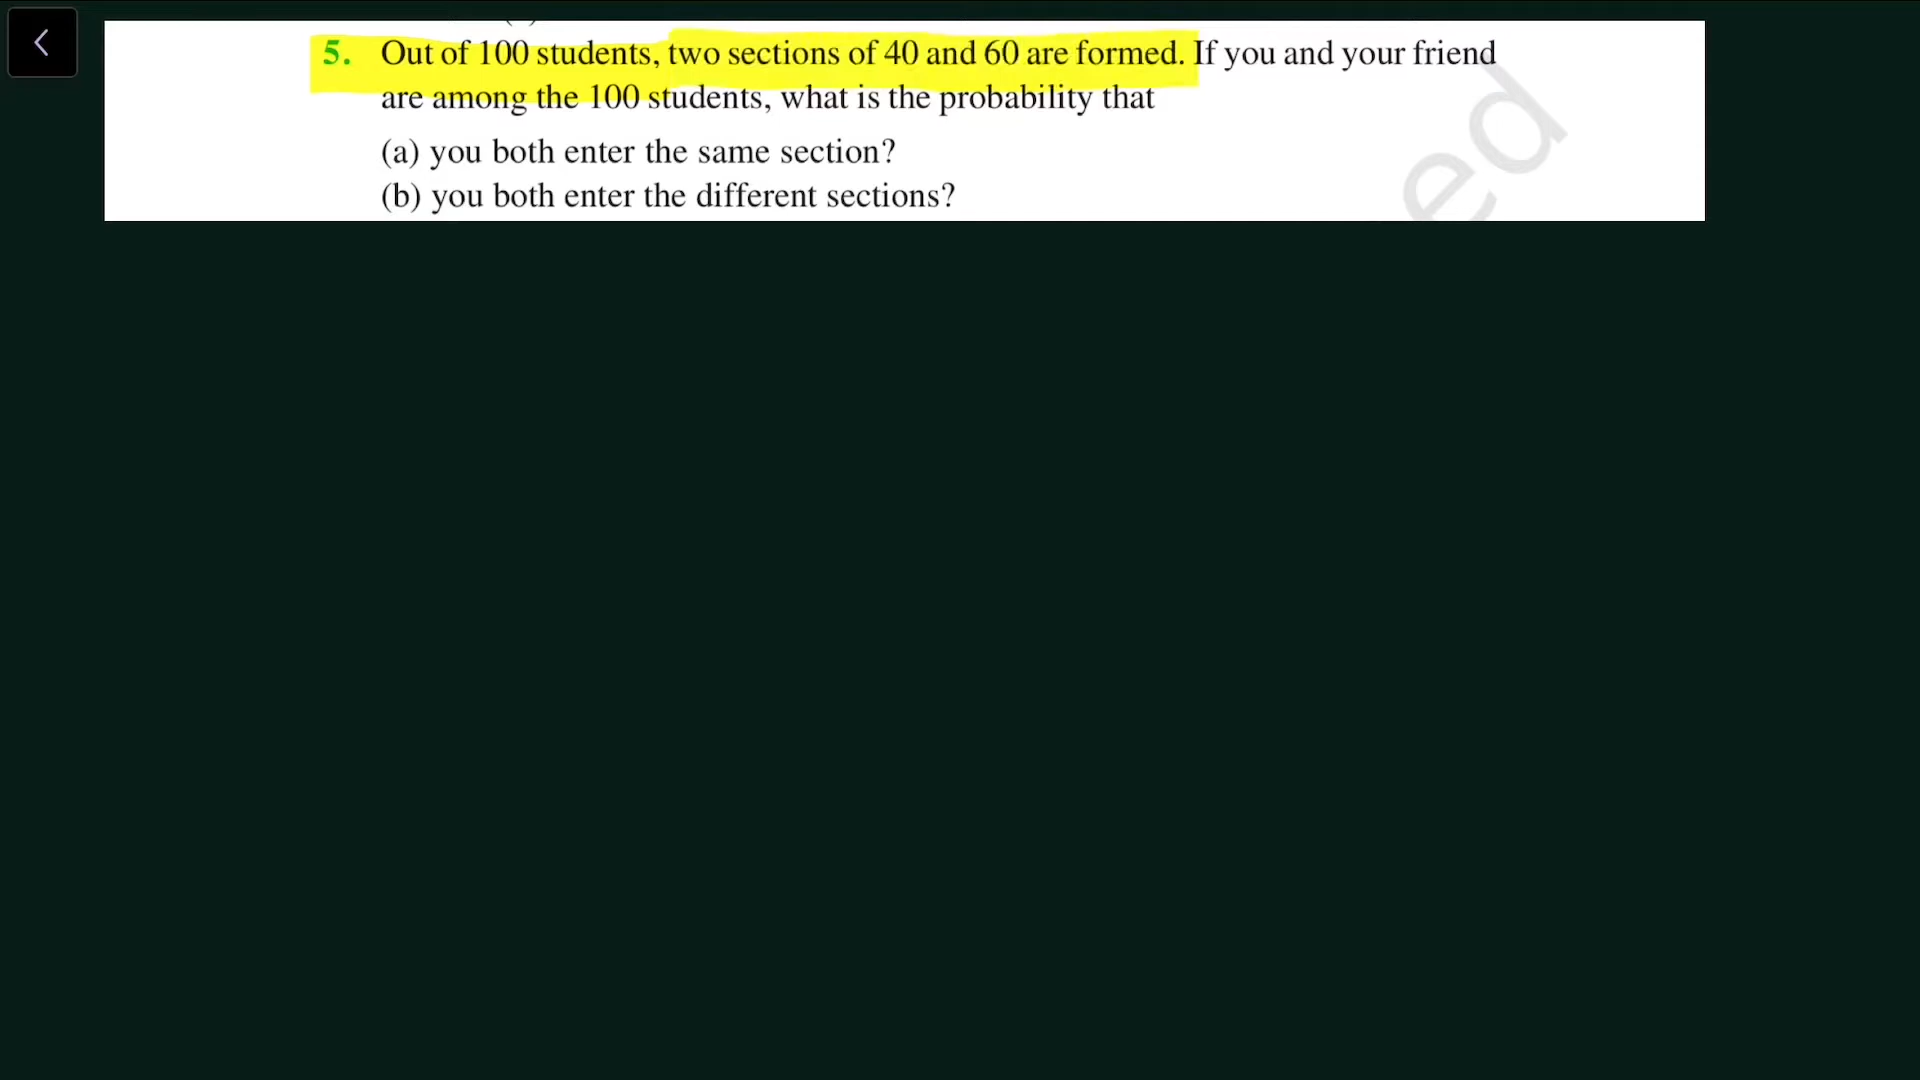 5. Out of 100 students, two sections of 40 and 60 are formed. If you and your friend
are among the 100 students, what is the probability that
(a) you both enter the same section?
(b) you both enter the different sections?
ed